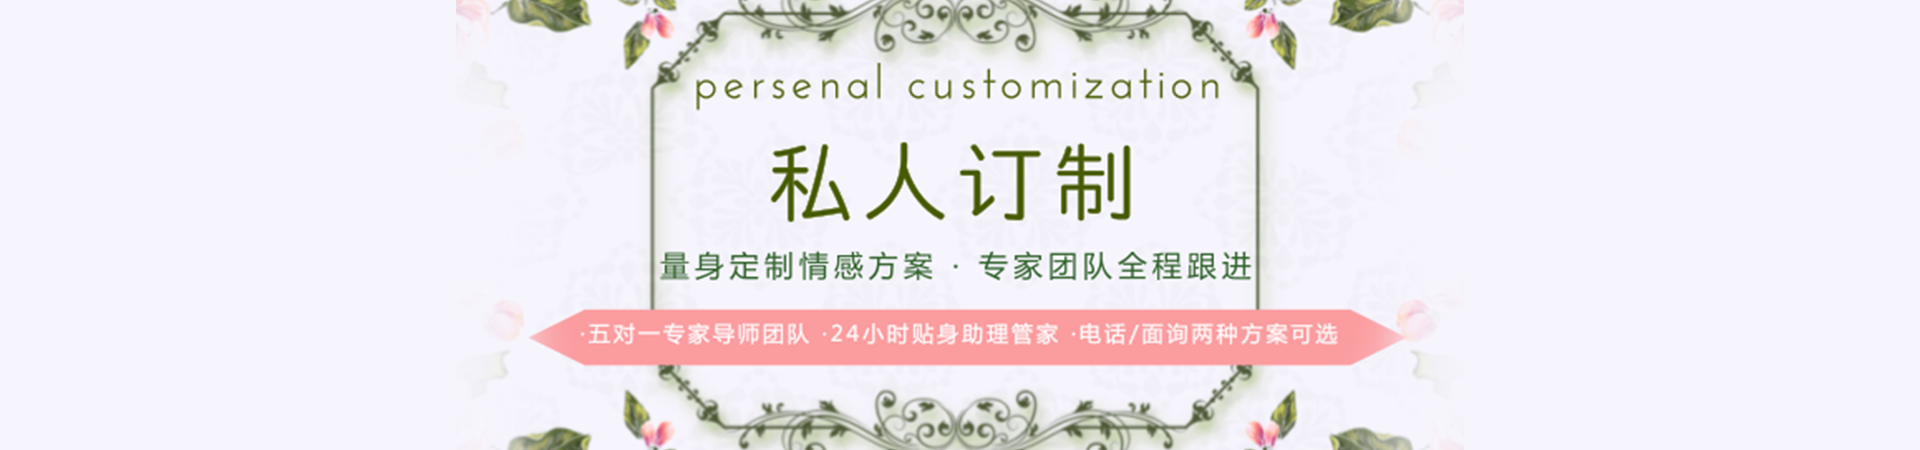 persenal customization
私人订制
量身定制情感方案 · 专家团队全程跟进
·五对一专家导师团队 ·24小时贴身助理管家 ·电话/面询两种方案可选